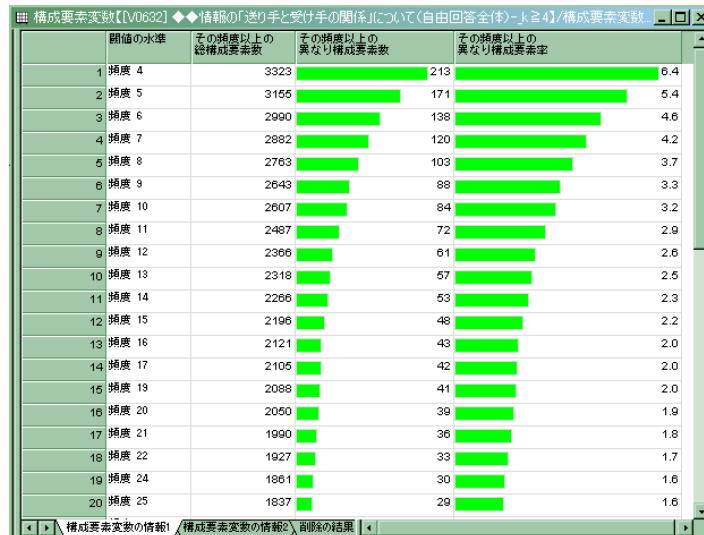 構成要素変数【[V0632] ◆◆情報の「送り手と受け手の関係」について(自由回答全体)-_k≧4】/構成要素変数...
閾値の水準 その頻度以上の総構成要素数 その頻度以上の異なり構成要素数 その頻度以上の異なり構成要素率
1 頻度 4 3323 213 6.4
2 頻度 5 3155 171 5.4
3 頻度 6 2990 138 4.6
4 頻度 7 2882 120 4.2
5 頻度 8 2763 103 3.7
6 頻度 9 2643 88 3.3
7 頻度 10 2607 84 3.2
8 頻度 11 2487 72 2.9
9 頻度 12 2366 61 2.6
10 頻度 13 2318 57 2.5
11 頻度 14 2266 53 2.3
12 頻度 15 2196 48 2.2
13 頻度 16 2121 43 2.0
14 頻度 17 2105 42 2.0
15 頻度 19 2088 41 2.0
16 頻度 20 2050 39 1.9
17 頻度 21 1990 36 1.8
18 頻度 22 1927 33 1.7
19 頻度 24 1861 30 1.6
20 頻度 25 1837 29 1.6
構成要素変数の情報1 構成要素変数の情報2 削除の結果